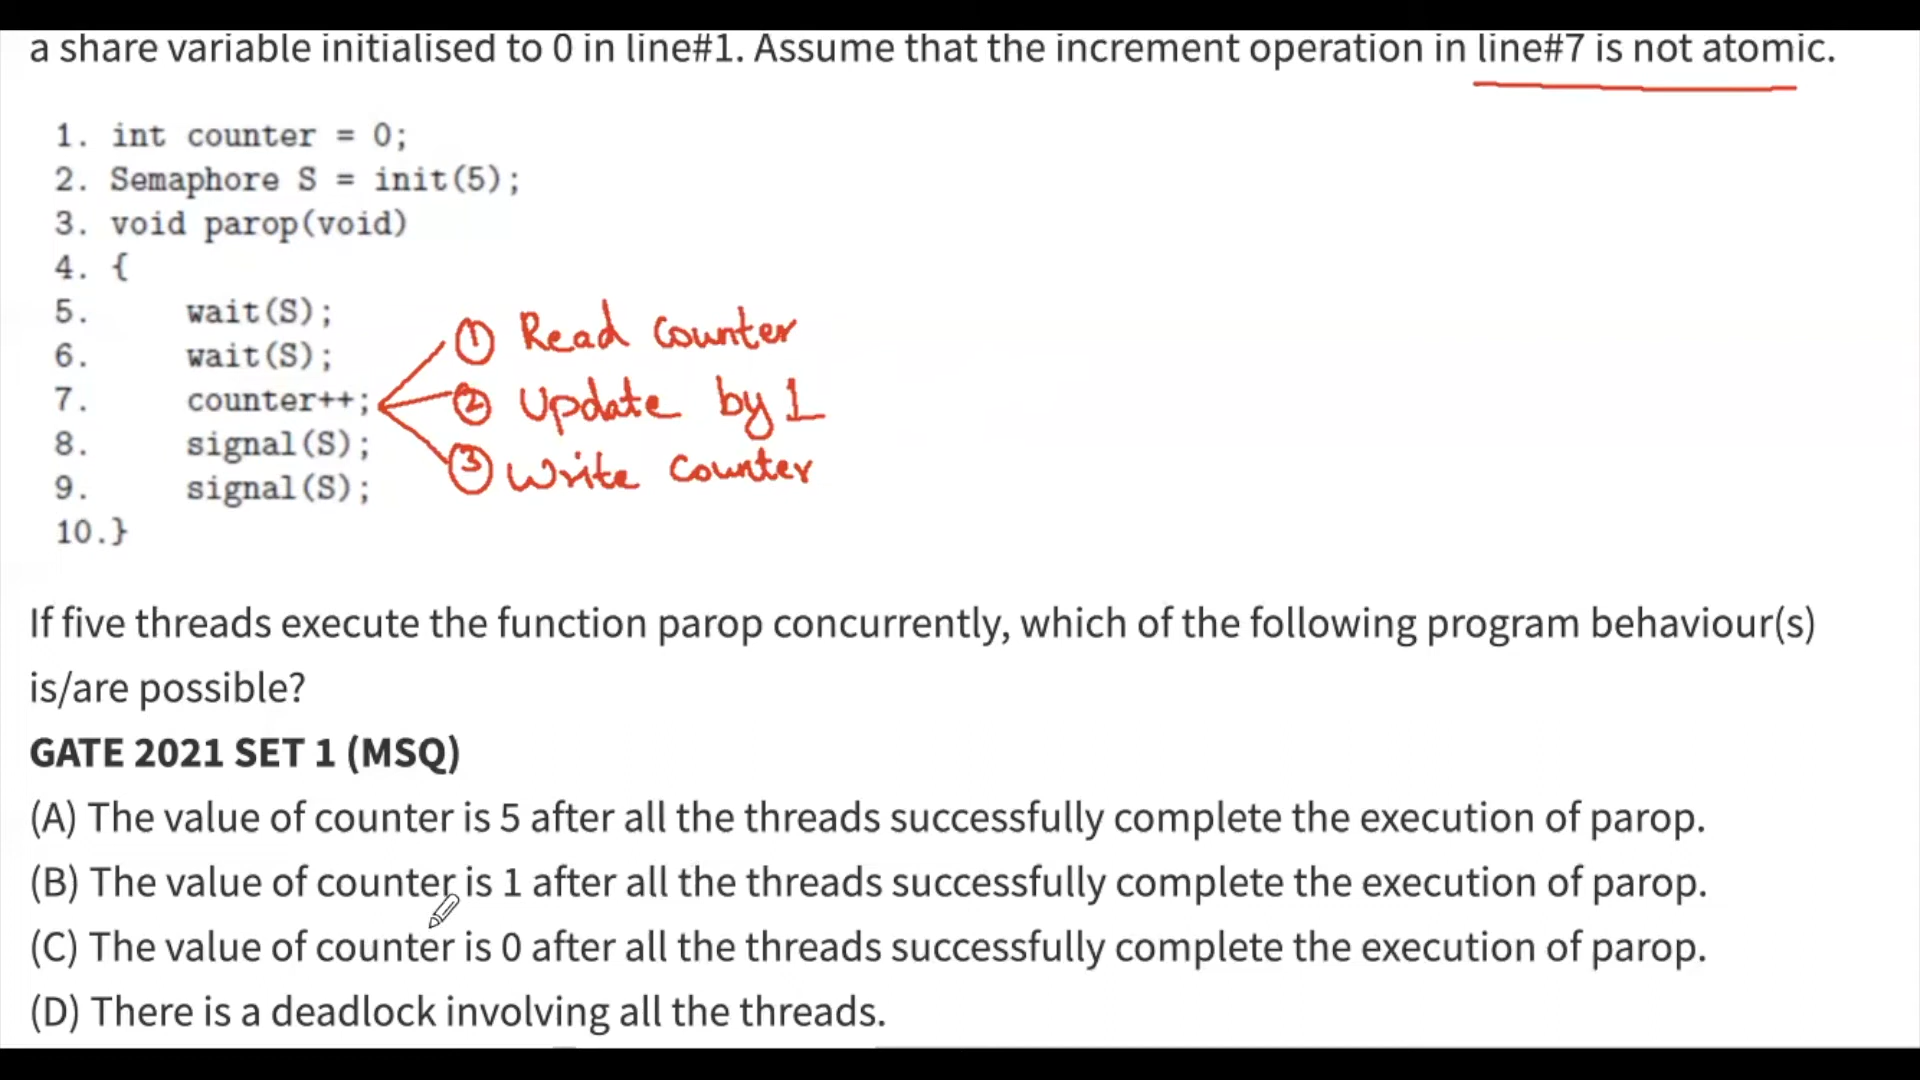 a share variable initialised to 0 in line#1. Assume that the increment operation in line#7 is not atomic.
1. int counter = 0;
2. Semaphore S = init(5);
3. void parop(void)
4. {
5. wait(S);
6. wait(S);
7. counter++;
8. signal(S);
9. signal(S);
10.}
① Read Counter
② Update by 1
③ Write Counter
If five threads execute the function parop concurrently, which of the following program behaviour(s)
is/are possible?
GATE 2021 SET 1 (MSQ)
(A) The value of counter is 5 after all the threads successfully complete the execution of parop.
(B) The value of counter is 1 after all the threads successfully complete the execution of parop.
(C) The value of counter is 0 after all the threads successfully complete the execution of parop.
(D) There is a deadlock involving all the threads.